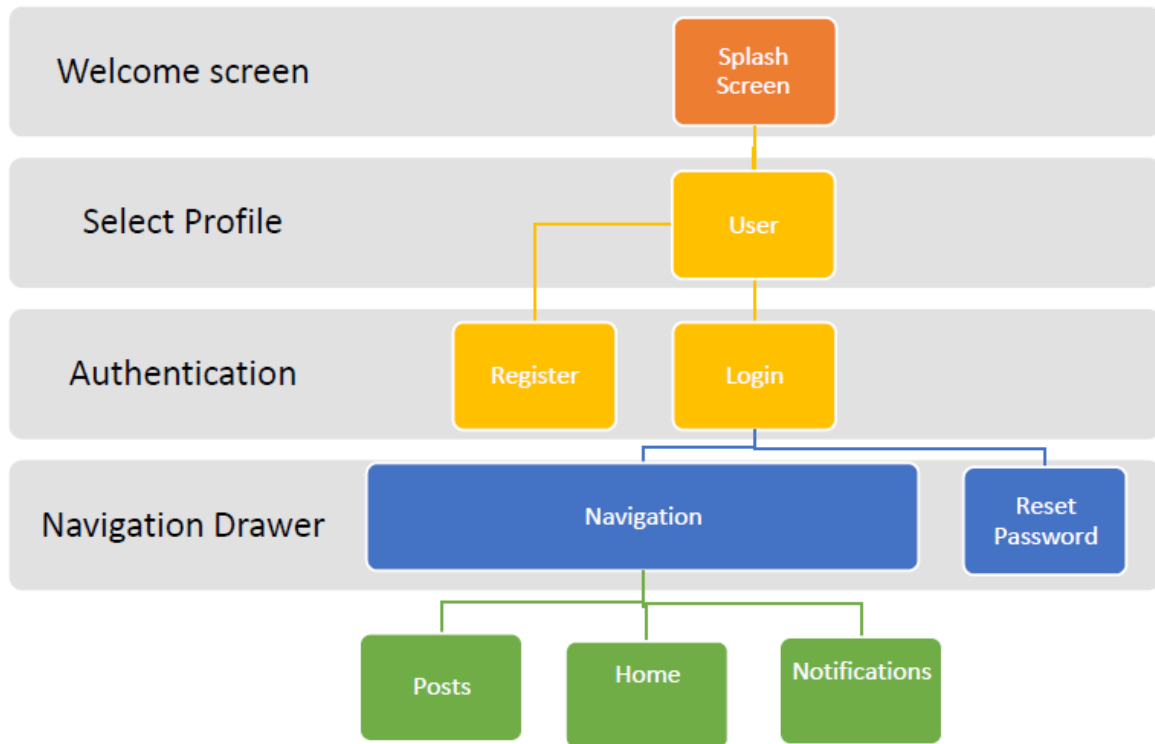 Welcome screen
Splash
Screen
Select Profile
User
Authentication
Register
Login
Navigation Drawer
Navigation
Reset
Password
Posts
Home
Notifications